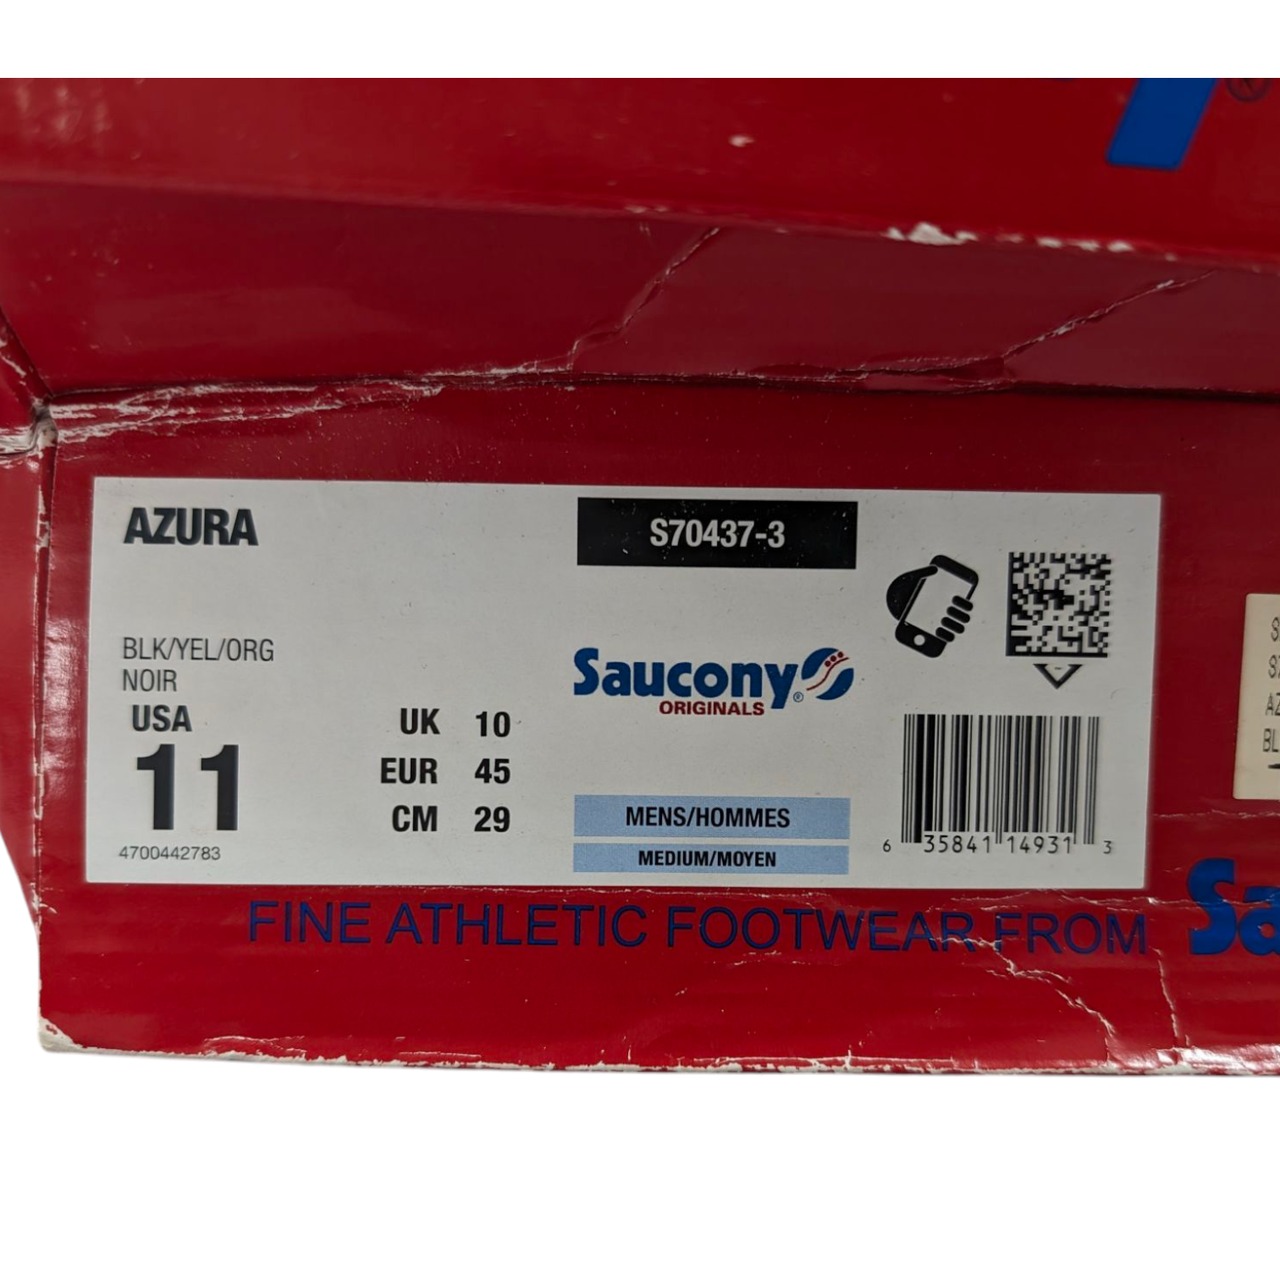 AZURA
S70437-3
BLK/YEL/ORG
NOIR
USA
11
4700442783
UK 10
EUR 45
CM 29
Saucony®
ORIGINALS
MENS/HOMMES
MEDIUM/MOYEN
6 35841 14931 3
FINE ATHLETIC FOOTWEAR FROM